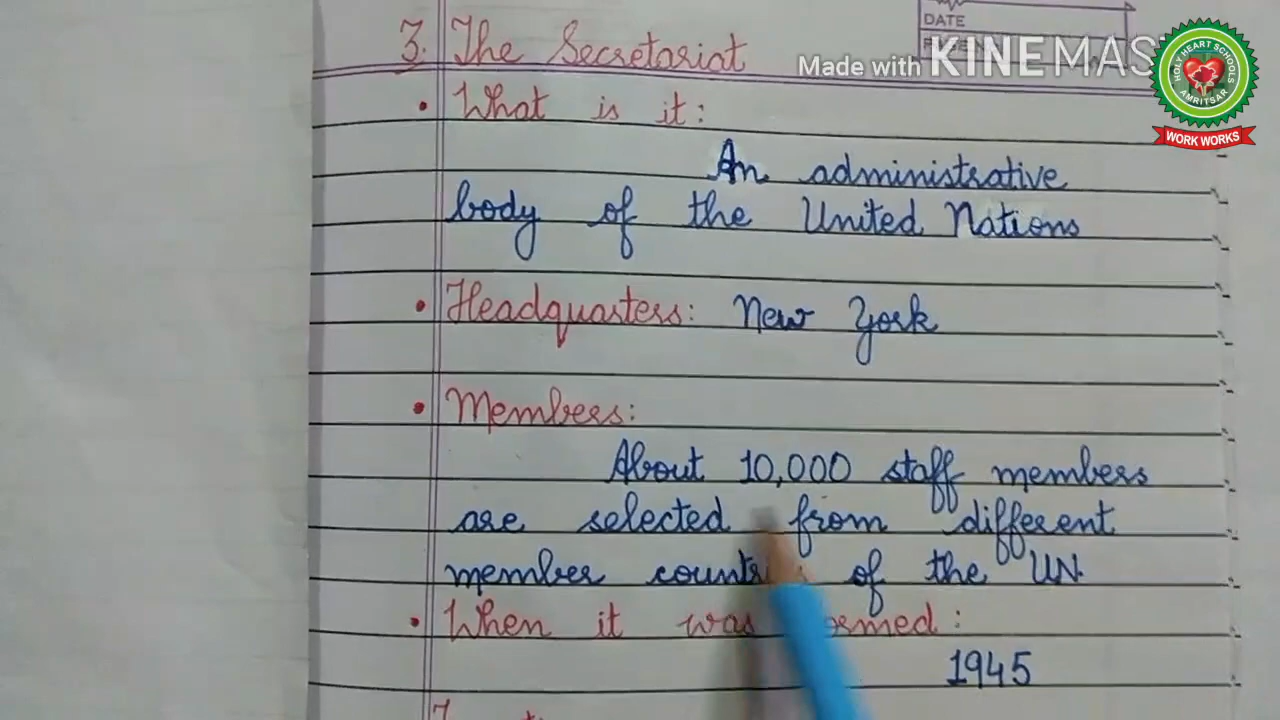 DATE
3. The Secretariat
Made with KINEMAS
HOLY HEART SCHOOLS
AMRITSAR
WORK WORKS
• What is it:
An administrative
body of the United Nations
• Headquarters: New York
• Members:
About 10,000 staff members
are selected from different
member of the UN.
• When it was :
1945